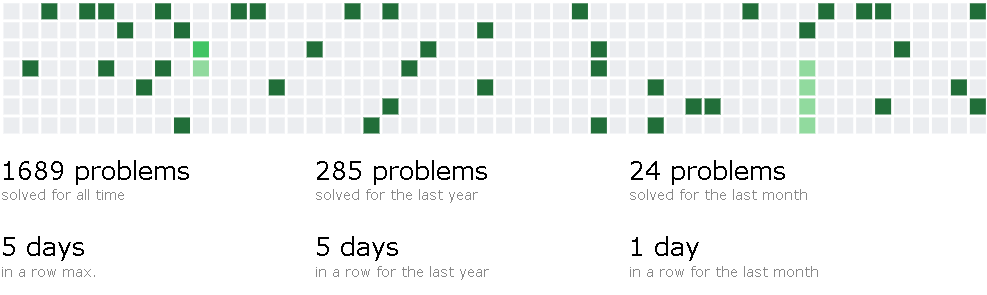 1689 problems 285 problems 24 problems
solved for all time solved for the last year solved for the last month
5 days 5 days 1 day
in a row max. in a row for the last year in a row for the last month